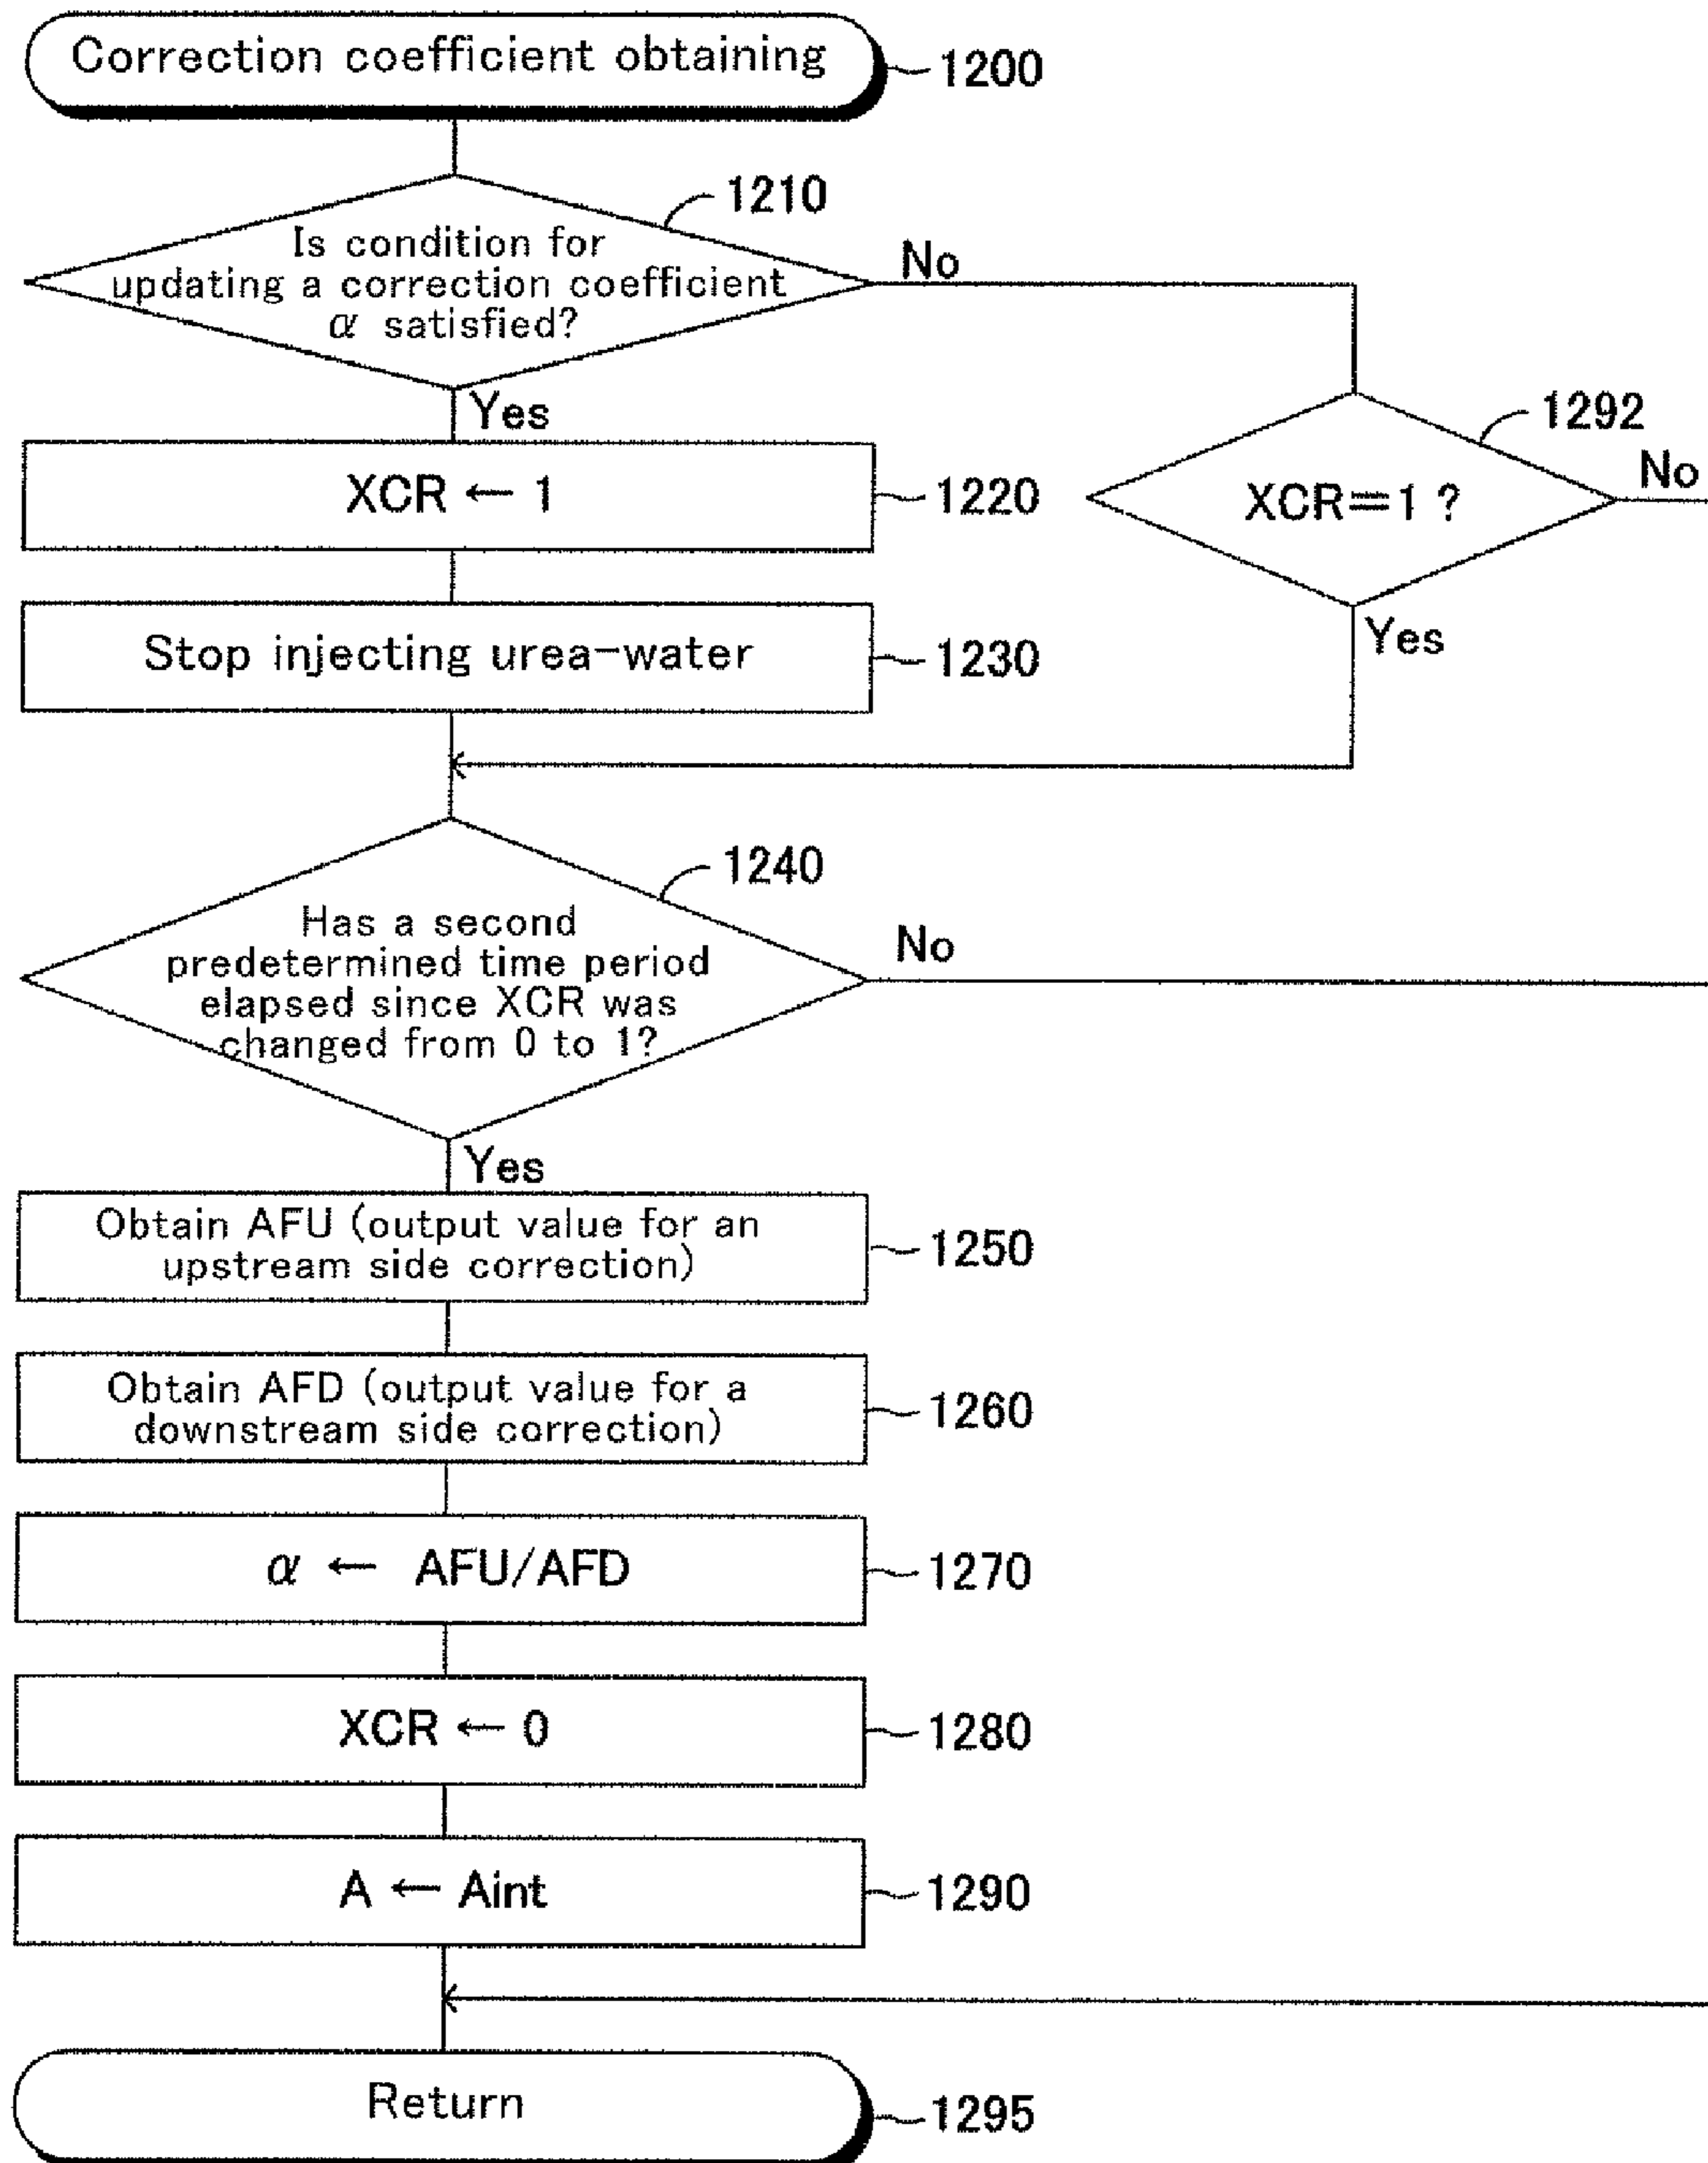 Correction coefficient obtaining
1200
1210
Is condition for
updating a correction coefficient
α satisfied?
No
Yes
1292
XCR=1 ?
No
Yes
XCR ← 1
1220
Stop injecting urea-water
1230
1240
Has a second
predetermined time period
elapsed since XCR was
changed from 0 to 1?
No
Yes
Obtain AFU (output value for an
upstream side correction)
1250
Obtain AFD (output value for a
downstream side correction)
1260
α ← AFU/AFD
1270
XCR ← 0
1280
A ← Aint
1290
Return
1295